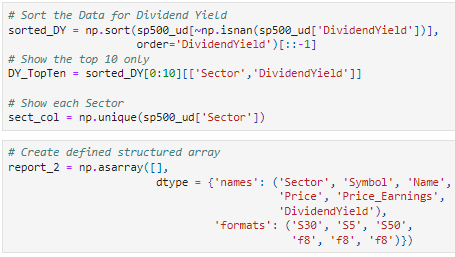 # Sort the Data for Dividend Yield
sorted_DY = np.sort(sp500_ud[~np.isnan(sp500_ud['DividendYield'])],
                    order='DividendYield')[::-1]
# Show the top 10 only
DY_TopTen = sorted_DY[0:10][['Sector','DividendYield']]

# Show each Sector
sect_col = np.unique(sp500_ud['Sector'])

# Create defined structured array
report_2 = np.asarray([],
                      dtype = {'names': ('Sector', 'Symbol', 'Name',
                                         'Price', 'Price_Earnings',
                                         'DividendYield'),
                               'formats': ('S30', 'S5', 'S50',
                                           'f8', 'f8', 'f8')})